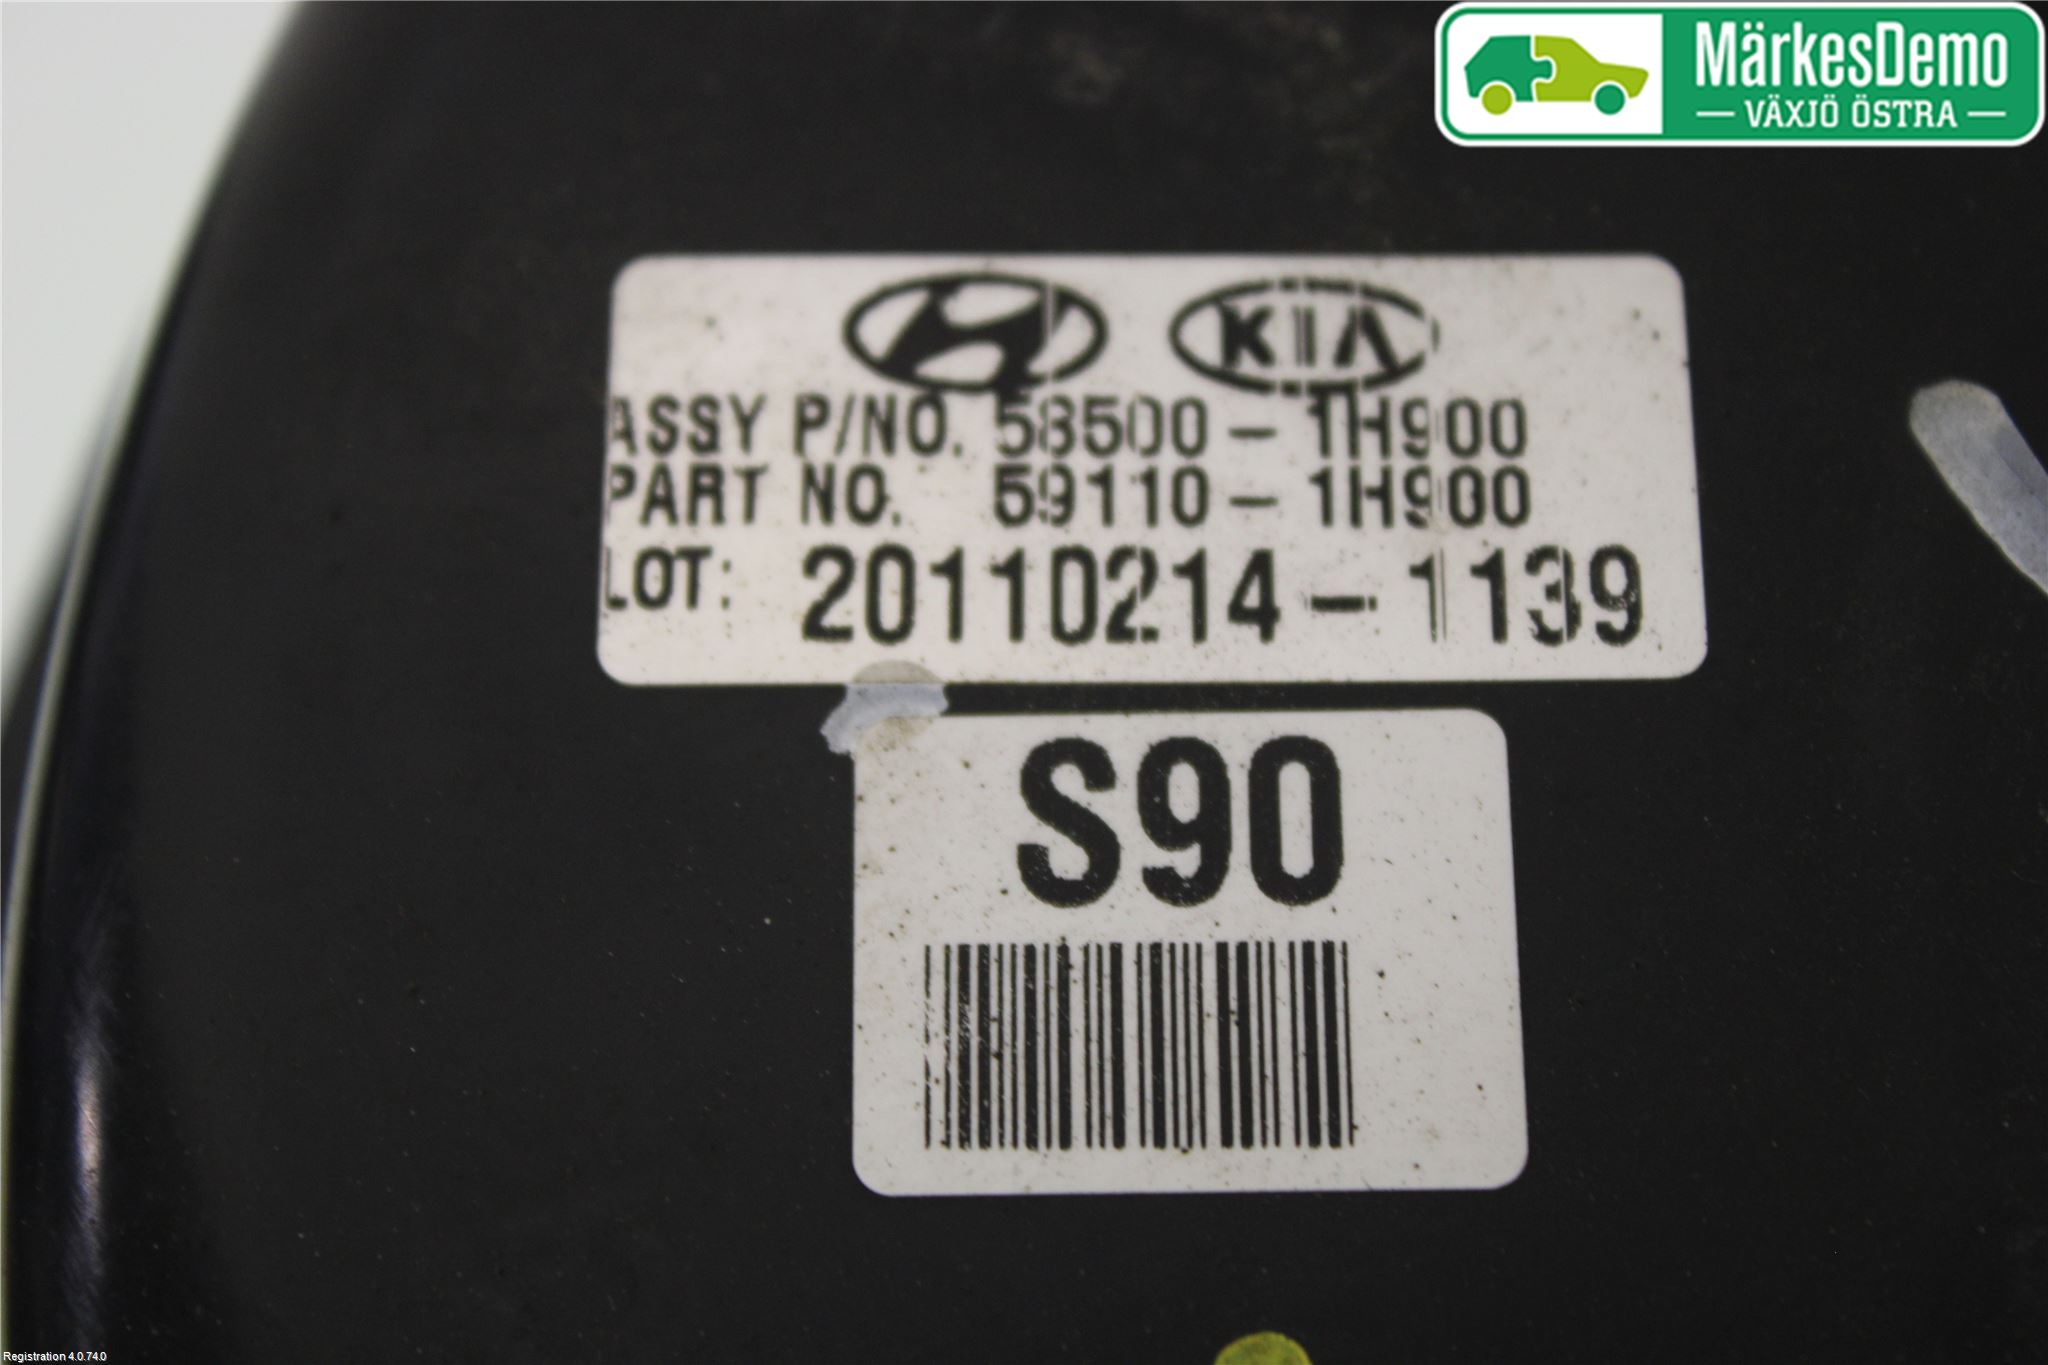 MärkesDemo
VÄXJÖ ÖSTRA
KIA
ASSY P/NO. 58500-1H900
PART NO. 59110-1H900
LOT: 20110214-1139
S90
Registration 4.0.74.0